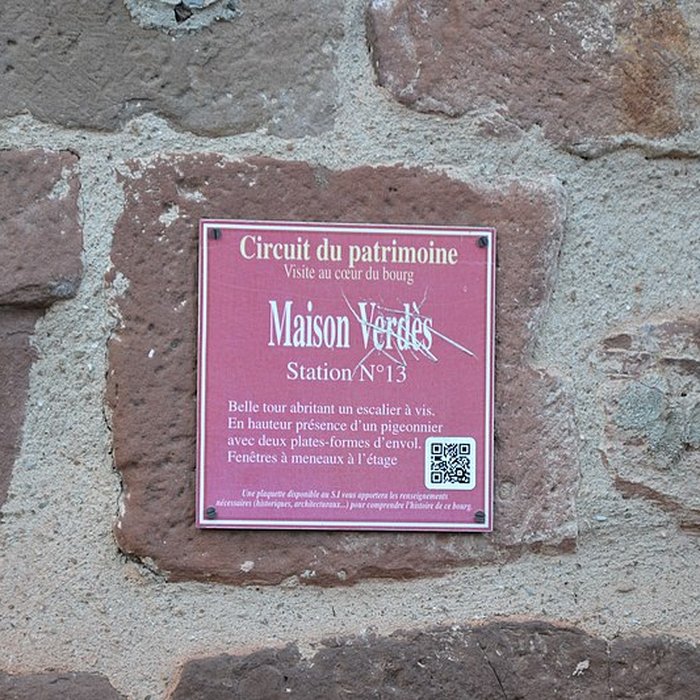 Circuit du patrimoine
Visite au cœur du bourg
Maison Verdès
Station N°13
Belle tour abritant un escalier à vis.
En hauteur présence d'un pigeonnier
avec deux plates-formes d'envol.
Fenêtres à meneaux à l'étage
Une plaquette disponible au S.I vous apportera les renseignements
nécessaires (historiques, architecturaux...) pour comprendre l'histoire de ce bourg.